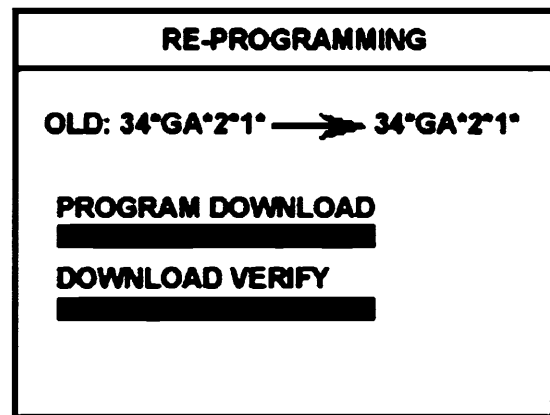 RE-PROGRAMMING
OLD: 34*GA*2*1* 34*GA*2*1*
PROGRAM DOWNLOAD
DOWNLOAD VERIFY